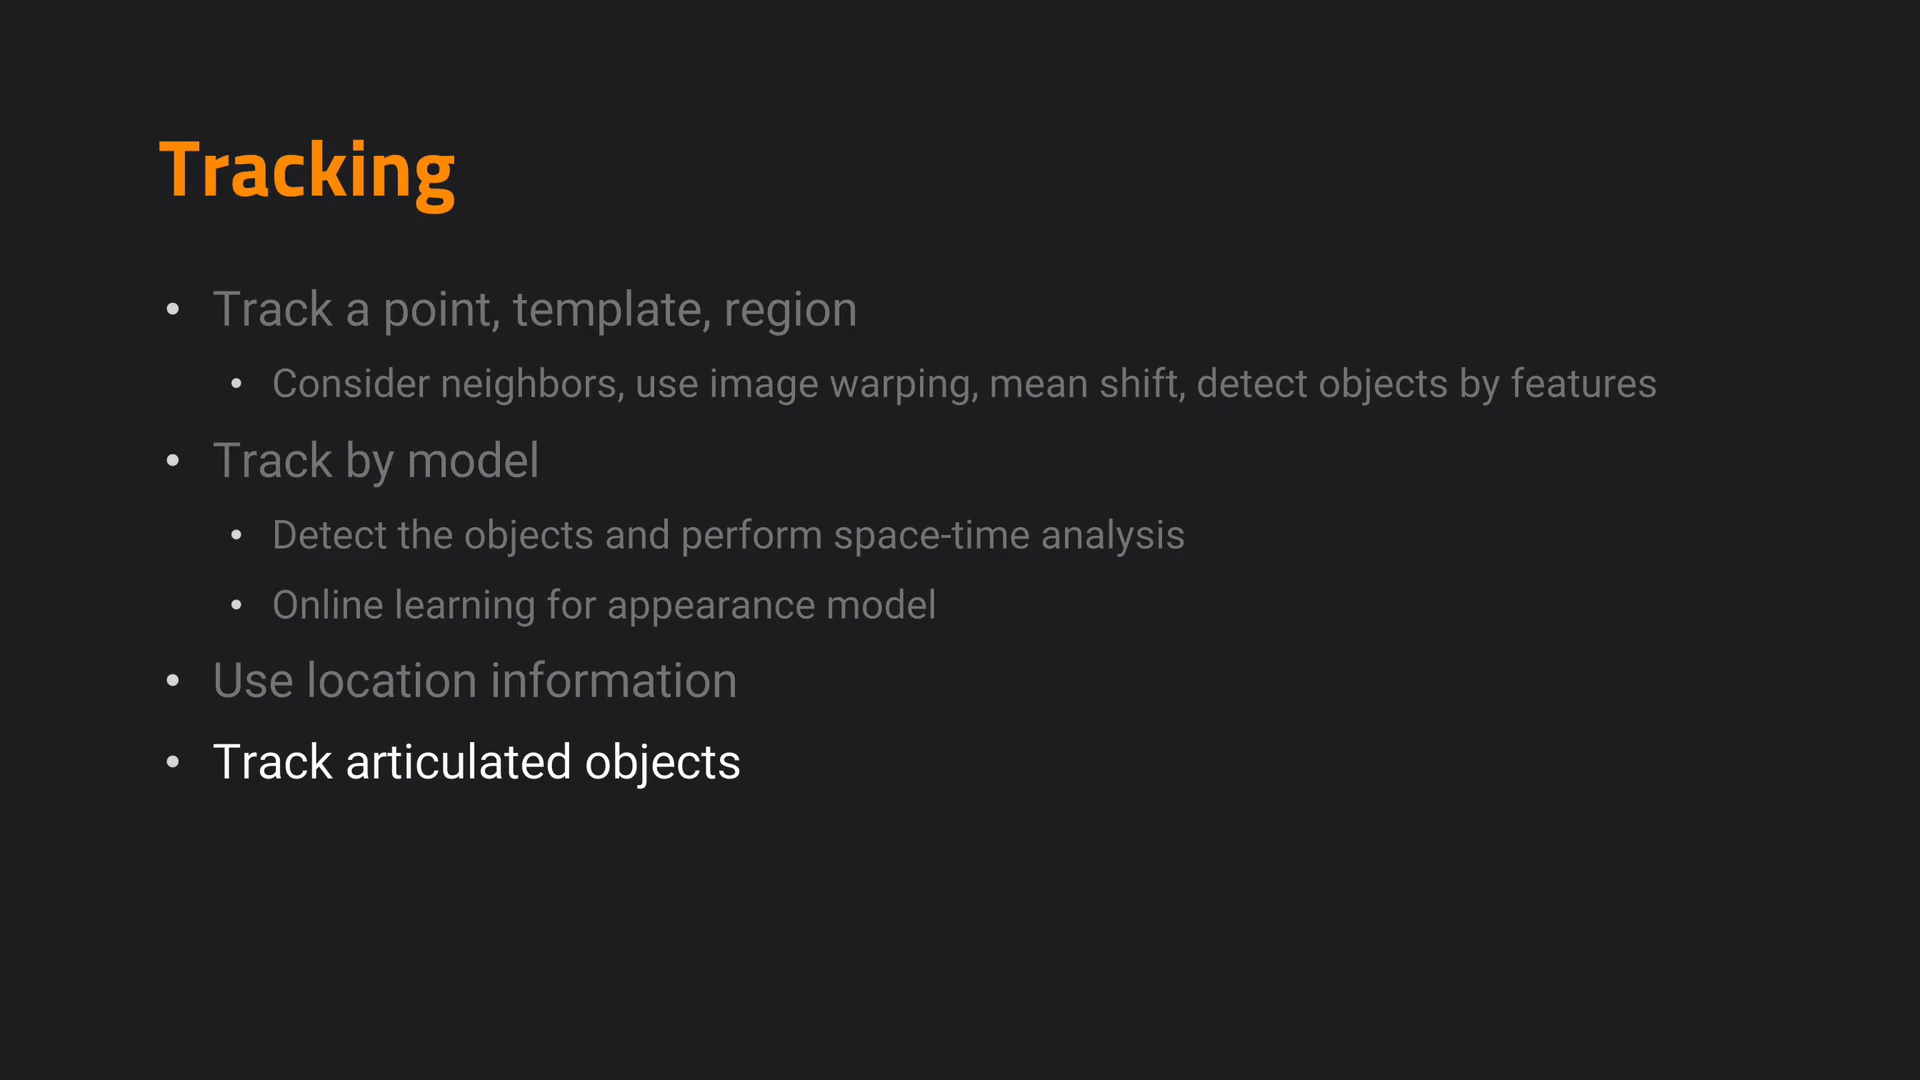 Tracking
• Track a point, template, region
• Consider neighbors, use image warping, mean shift, detect objects by features
• Track by model
• Detect the objects and perform space-time analysis
• Online learning for appearance model
• Use location information
• Track articulated objects